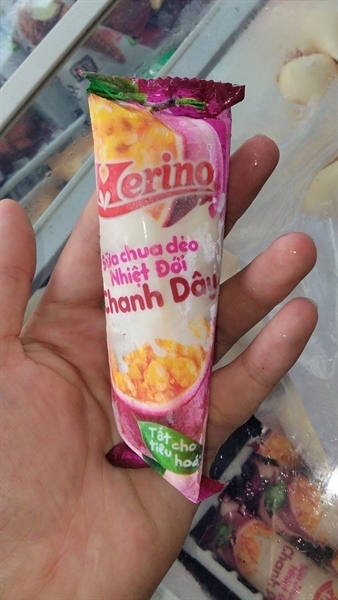 Merino
Sữa chua dẻo
Nhiệt Đới
Chanh Dây
Tốt cho
tiêu hoá